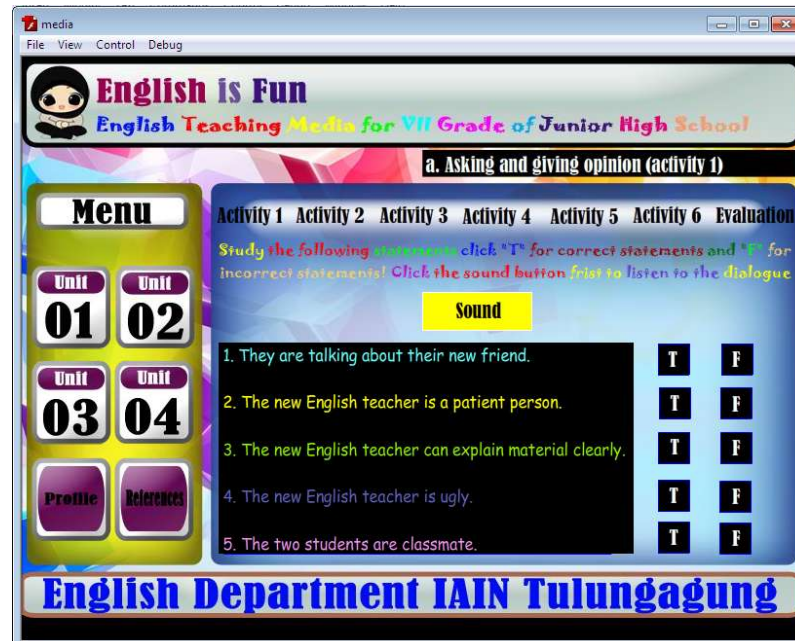 media
File View Control Debug
English is Fun
English Teaching Media for VII Grade of Junior High School
a. Asking and giving opinion (activity 1)
Menu
Unit 01
Unit 02
Unit 03
Unit 04
Profile
References
Activity 1 Activity 2 Activity 3 Activity 4 Activity 5 Activity 6 Evaluation
Study the following statements click "T" for correct statements and "F" for
incorrect statements! Click the sound button frist to listen to the dialogue
Sound
1. They are talking about their new friend. T F
2. The new English teacher is a patient person. T F
3. The new English teacher can explain material clearly. T F
4. The new English teacher is ugly. T F
5. The two students are classmate. T F
English Department IAIN Tulungagung